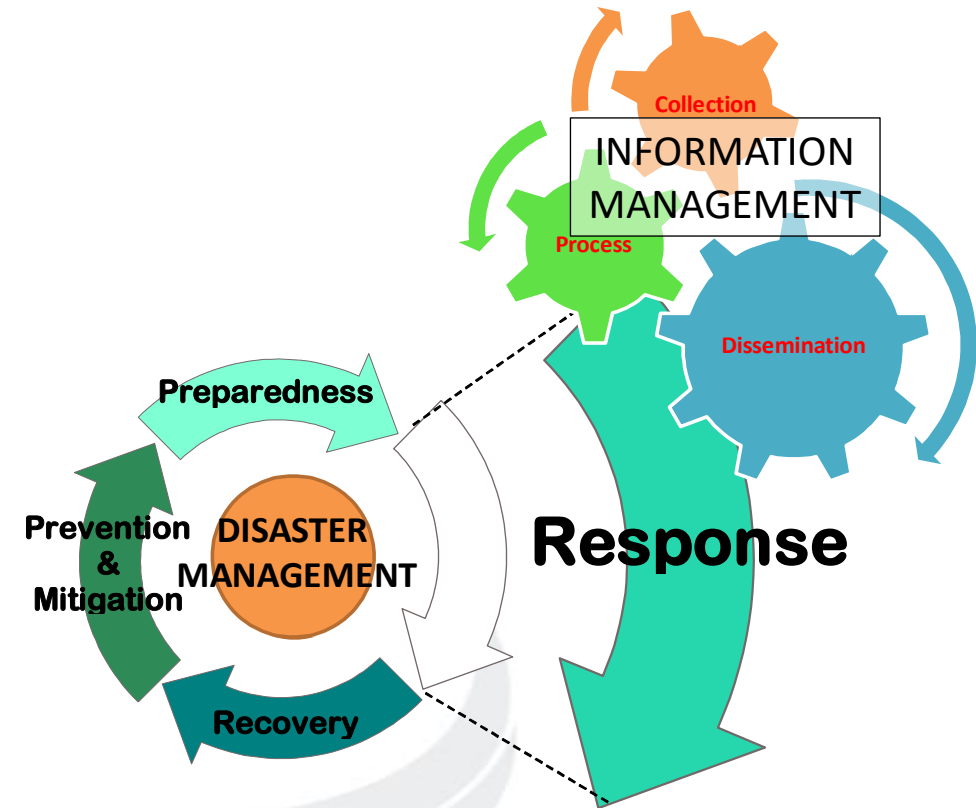 Collection
INFORMATION
MANAGEMENT
Process
Dissemination
Preparedness
Response
Prevention
&
Mitigation
DISASTER
MANAGEMENT
Recovery